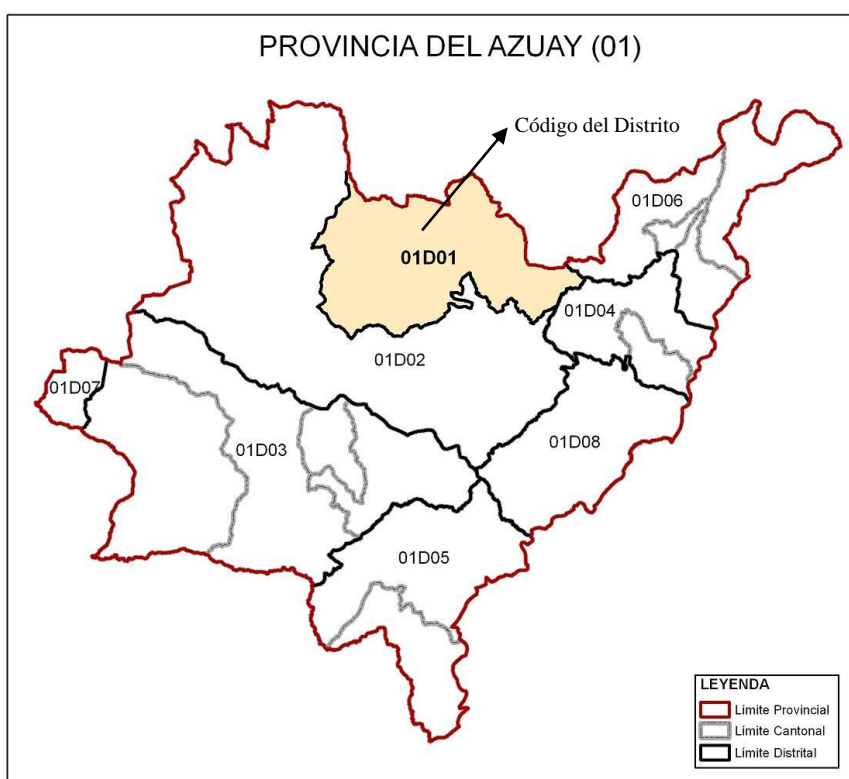 PROVINCIA DEL AZUAY (01)
Código del Distrito
01D06
01D01
01D04
01D02
01D07
01D03
01D08
01D05
LEYENDA
Límite Provincial
Límite Cantonal
Límite Distrital